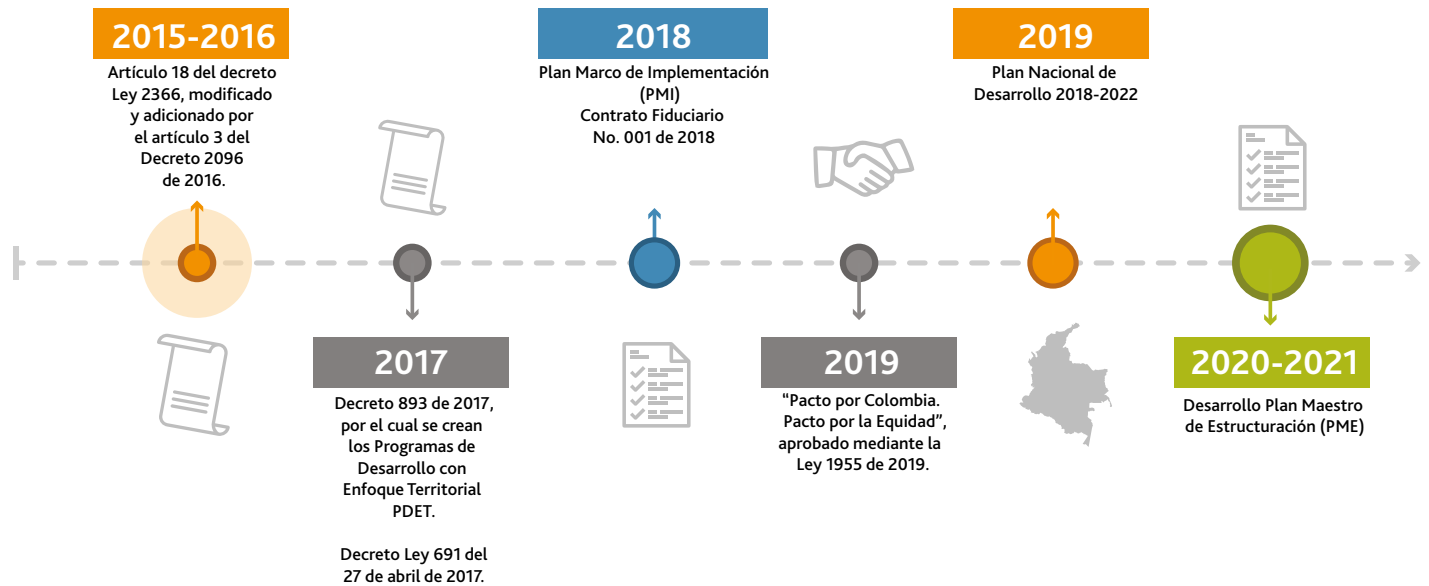 2015-2016
Artículo 18 del decreto
Ley 2366, modificado
y adicionado por
el artículo 3 del
Decreto 2096
de 2016.
2017
Decreto 893 de 2017,
por el cual se crean
los Programas de
Desarrollo con
Enfoque Territorial
PDET.
Decreto Ley 691 del
27 de abril de 2017.
2018
Plan Marco de Implementación
(PMI)
Contrato Fiduciario
No. 001 de 2018
2019
“Pacto por Colombia.
Pacto por la Equidad”,
aprobado mediante la
Ley 1955 de 2019.
2019
Plan Nacional de
Desarrollo 2018-2022
2020-2021
Desarrollo Plan Maestro
de Estructuración (PME)